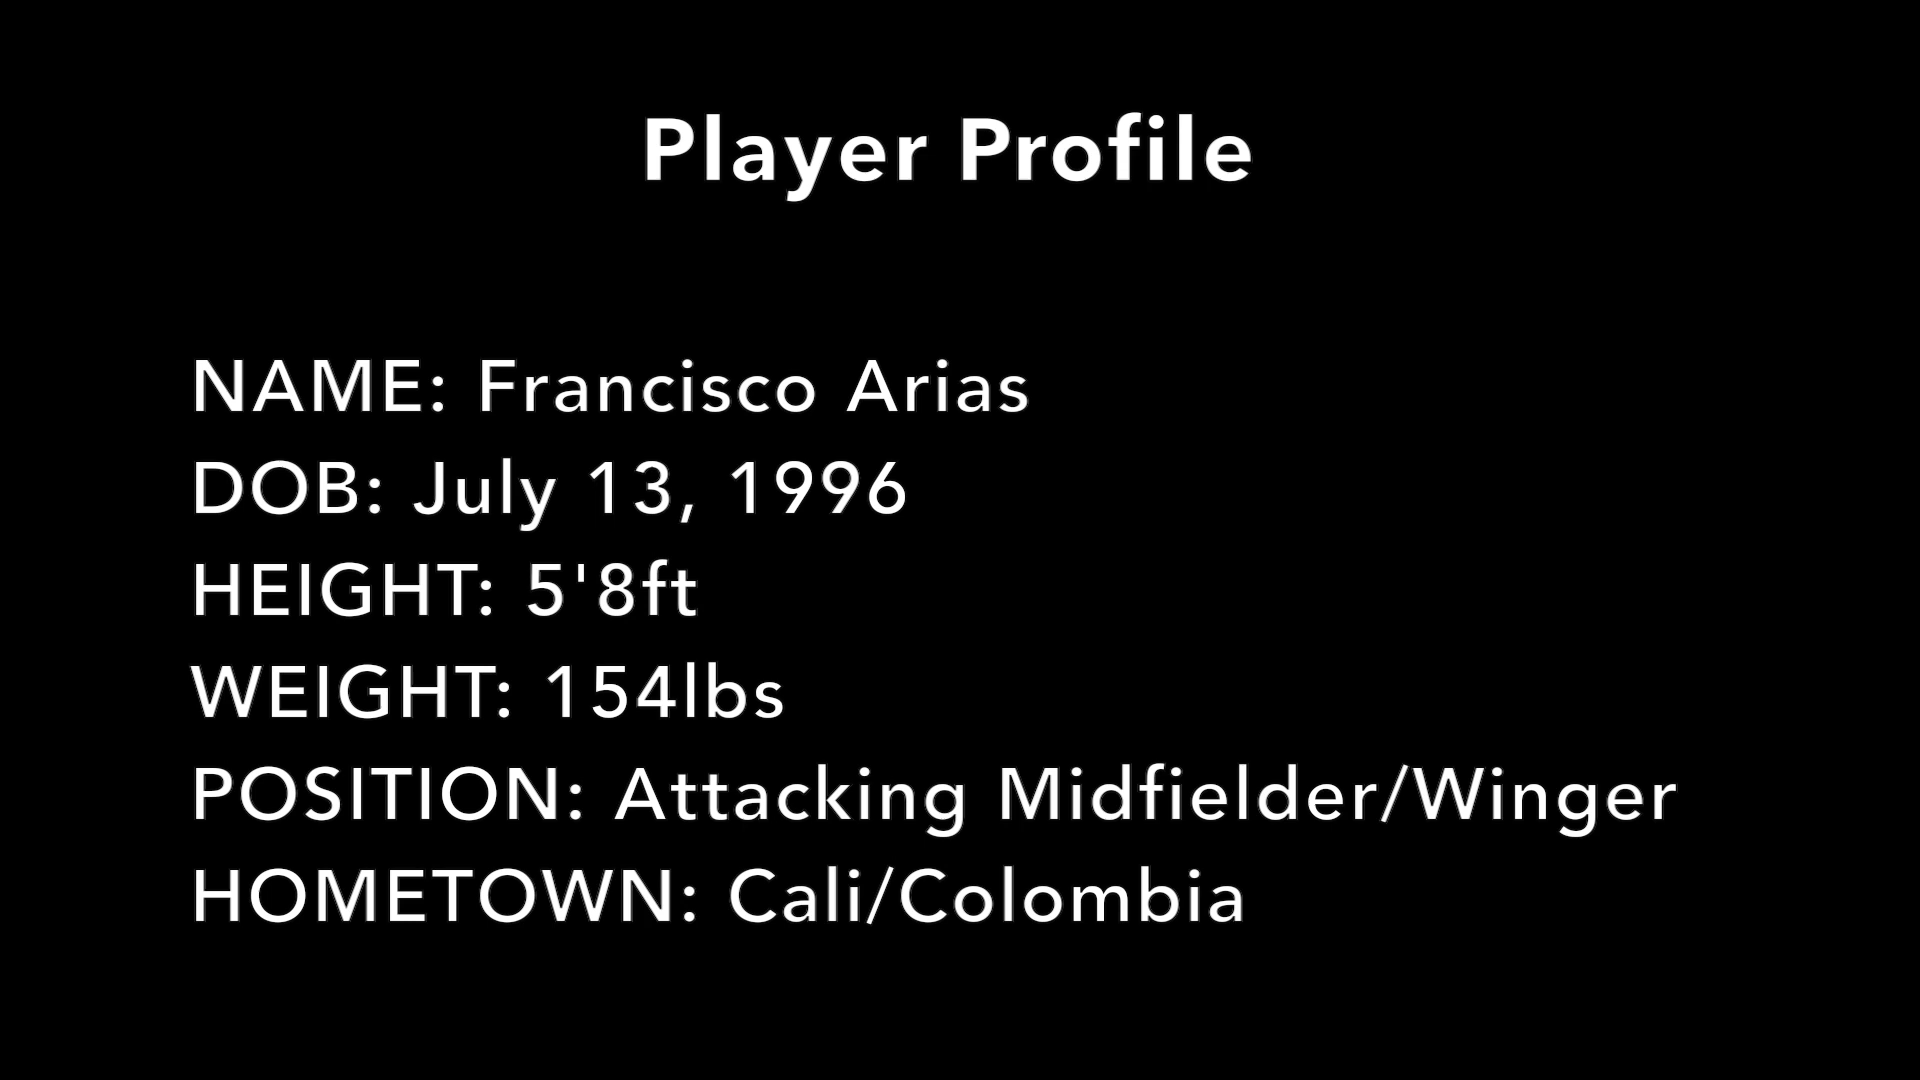 Player Profile
NAME: Francisco Arias
DOB: July 13, 1996
HEIGHT: 5'8ft
WEIGHT: 154lbs
POSITION: Attacking Midfielder/Winger
HOMETOWN: Cali/Colombia